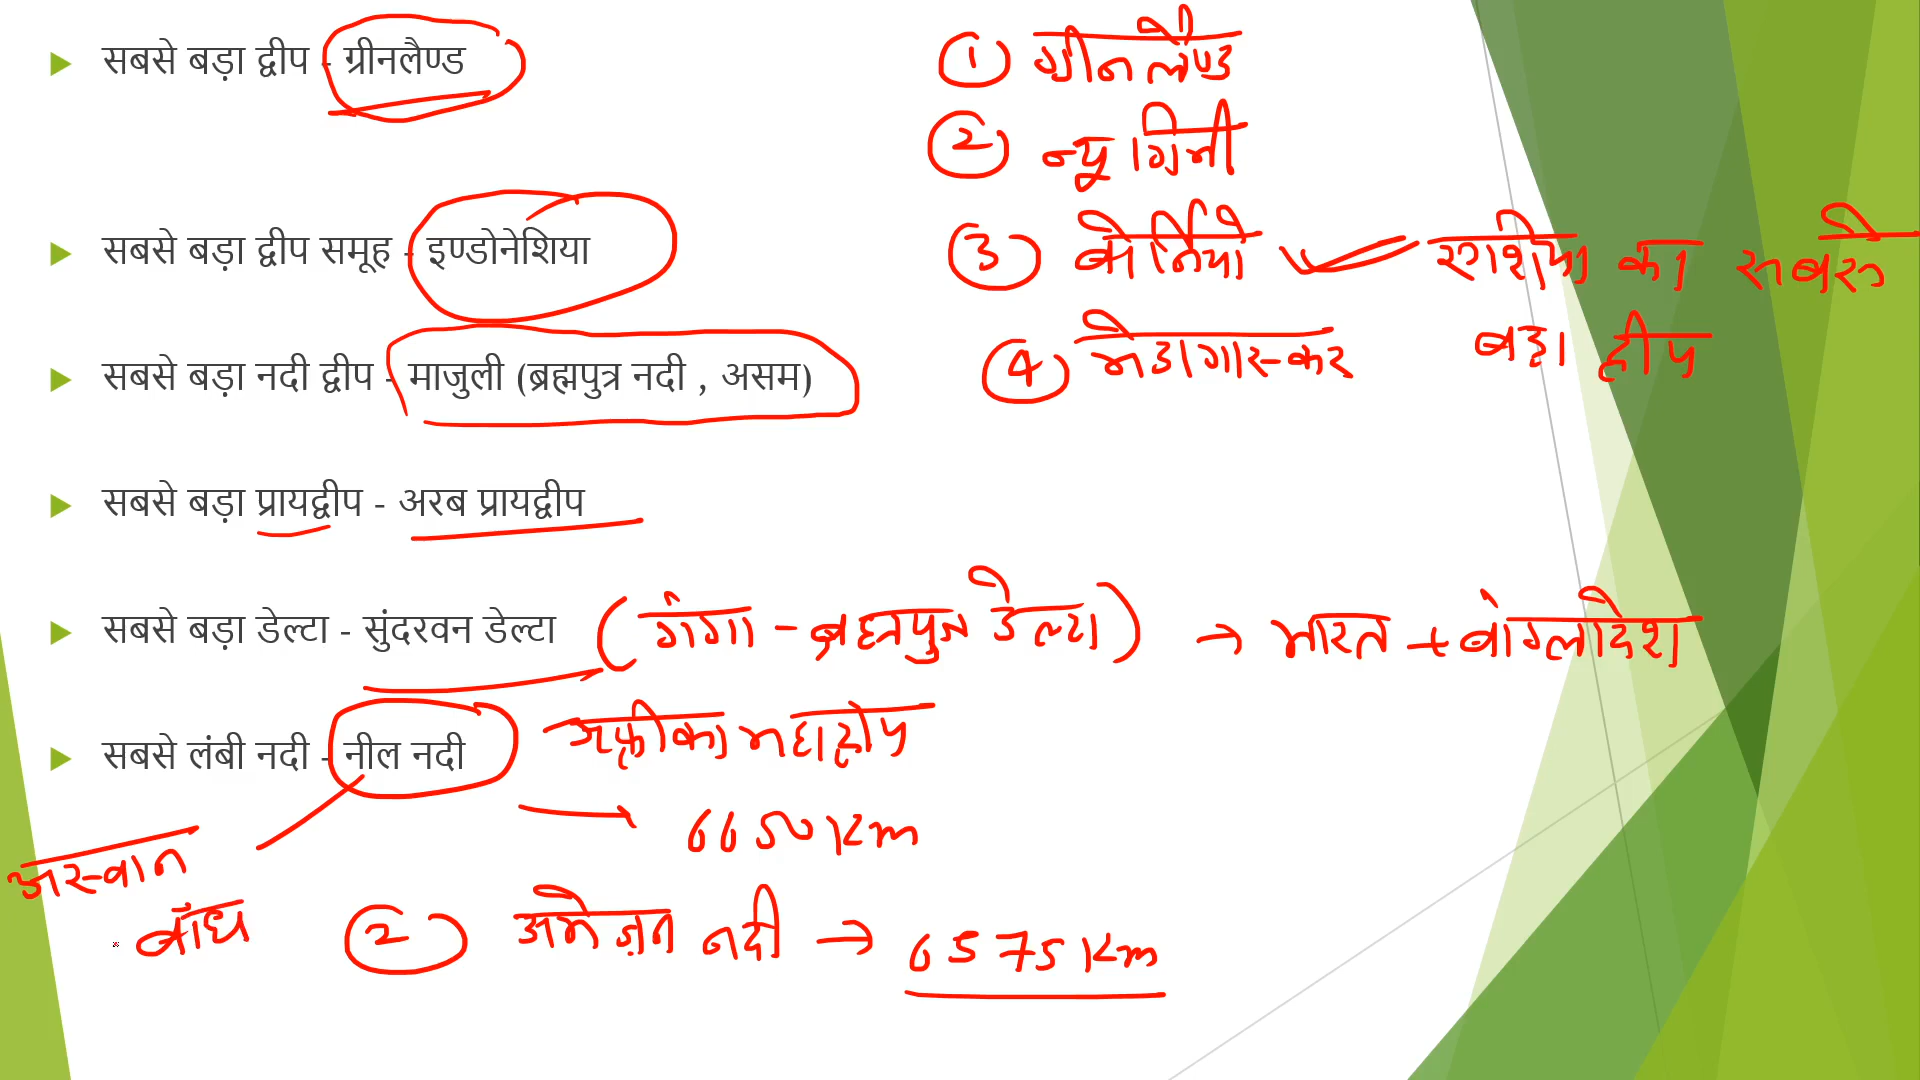 सबसे बड़ा द्वीप - ग्रीनलैण्ड
① ग्रीनलैण्ड
② न्यू गिनी
सबसे बड़ा द्वीप समूह - इण्डोनेशिया
③ बोर्नियो एशिया का सबसे
बड़ा द्वीप
④ मेडागास्कर
सबसे बड़ा नदी द्वीप - माजुली (ब्रह्मपुत्र नदी , असम)
सबसे बड़ा प्रायद्वीप - अरब प्रायद्वीप
सबसे बड़ा डेल्टा - सुंदरवन डेल्टा (गंगा - ब्रह्मपुत्र डेल्टा) → भारत + बांग्लादेश
सबसे लंबी नदी - नील नदी अफ्रीका महाद्वीप
→ 6650 Km
अस्वान
बाँध
② अमेज़न नदी → 6575 Km